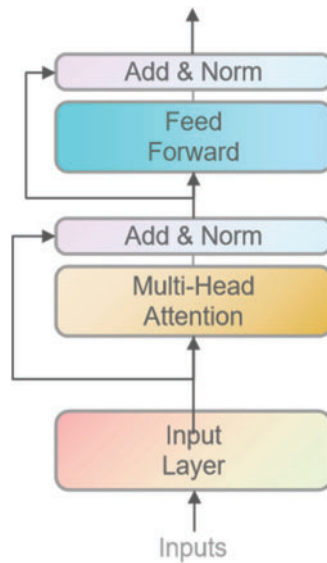 Add & Norm
Feed
Forward
Add & Norm
Multi-Head
Attention
Input
Layer
Inputs